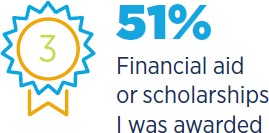 3
51%
Financial aid
or scholarships
I was awarded